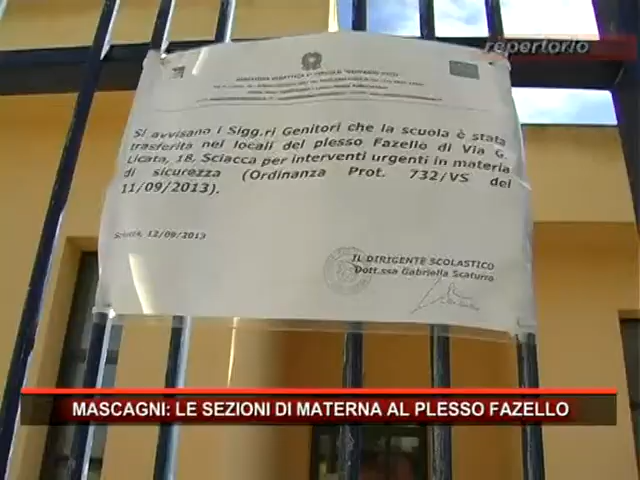 repertorio
DIREZIONE DIDATTICA
Si avvisano i Sigg.ri Genitori che la scuola è stata
trasferita nei locali del plesso Fazello di Via G.
Licata, 18, Sciacca per interventi urgenti in materia
di sicurezza (Ordinanza Prot. 732/VS del
11/09/2013).
Sciacca, 12/09/2013
IL DIRIGENTE SCOLASTICO
Dott.ssa Gabriella Scaturro
MASCAGNI: LE SEZIONI DI MATERNA AL PLESSO FAZELLO